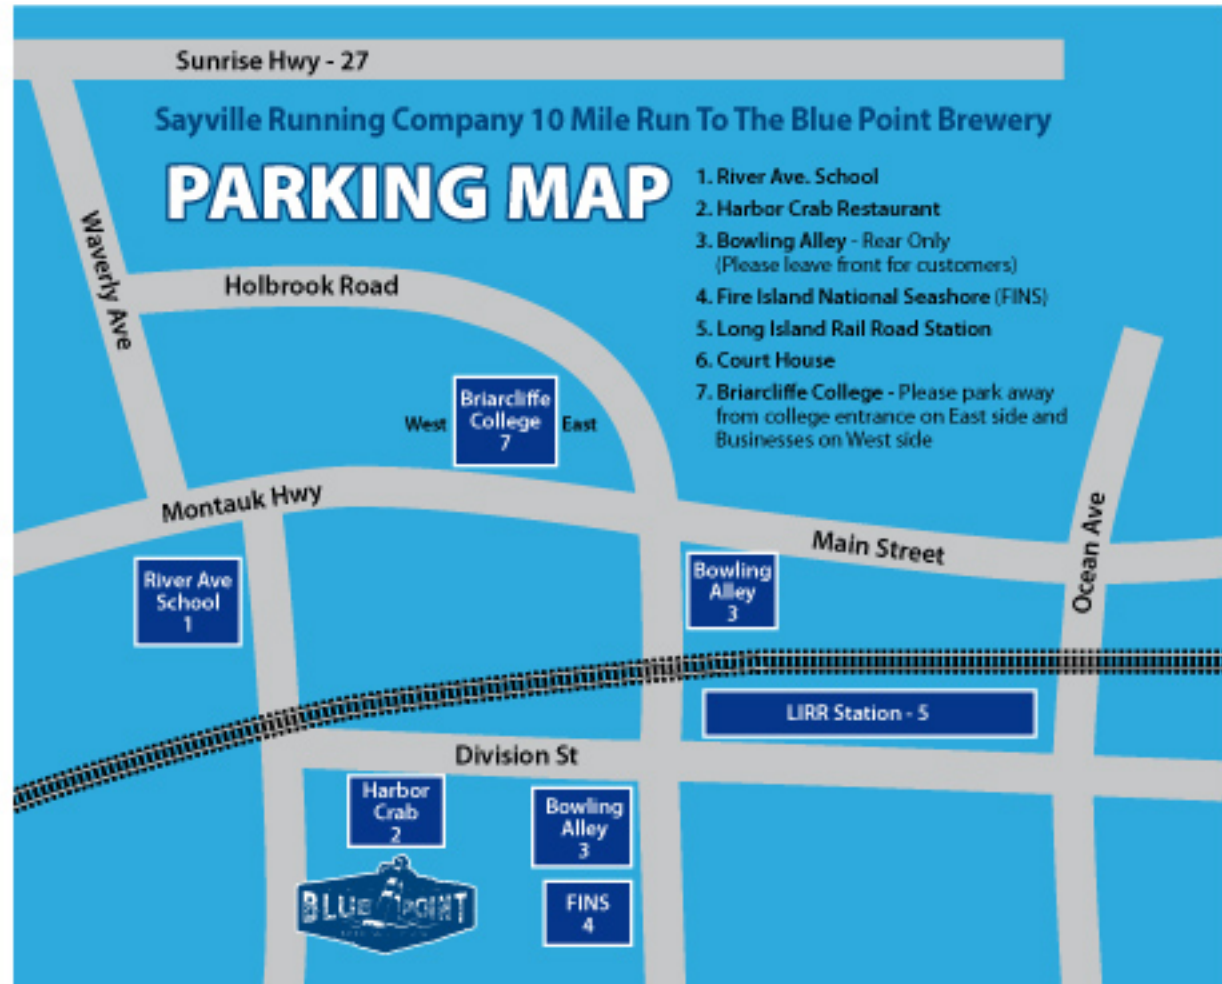 Sunrise Hwy - 27
Sayville Running Company 10 Mile Run To The Blue Point Brewery
PARKING MAP
1. River Ave. School
2. Harbor Crab Restaurant
3. Bowling Alley - Rear Only
(Please leave front for customers)
4. Fire Island National Seashore (FINS)
5. Long Island Rail Road Station
6. Court House
7. Briarcliffe College - Please park away
from college entrance on East side and
Businesses on West side
Waverly Ave
Holbrook Road
West
Briarcliffe
College
7
East
Montauk Hwy
Main Street
Ocean Ave
River Ave
School
1
Bowling
Alley
3
LIRR Station - 5
Division St
Harbor
Crab
2
Bowling
Alley
3
BLUE POINT
FINS
4